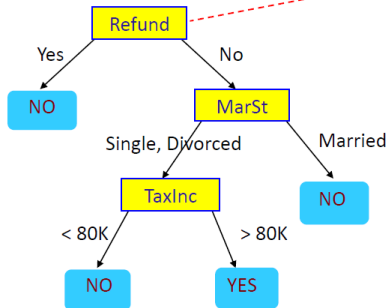 Refund
Yes
No
NO
MarSt
Single, Divorced
Married
TaxInc
NO
< 80K
> 80K
NO
YES